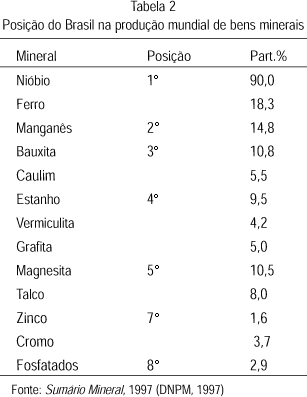 Tabela 2
Posição do Brasil na produção mundial de bens minerais
Mineral Posição Part.%
Nióbio 1° 90,0
Ferro 18,3
Manganês 2° 14,8
Bauxita 3° 10,8
Caulim 5,5
Estanho 4° 9,5
Vermiculita 4,2
Grafita 5,0
Magnesita 5° 10,5
Talco 8,0
Zinco 7° 1,6
Cromo 3,7
Fosfatados 8° 2,9
Fonte: Sumário Mineral, 1997 (DNPM, 1997)